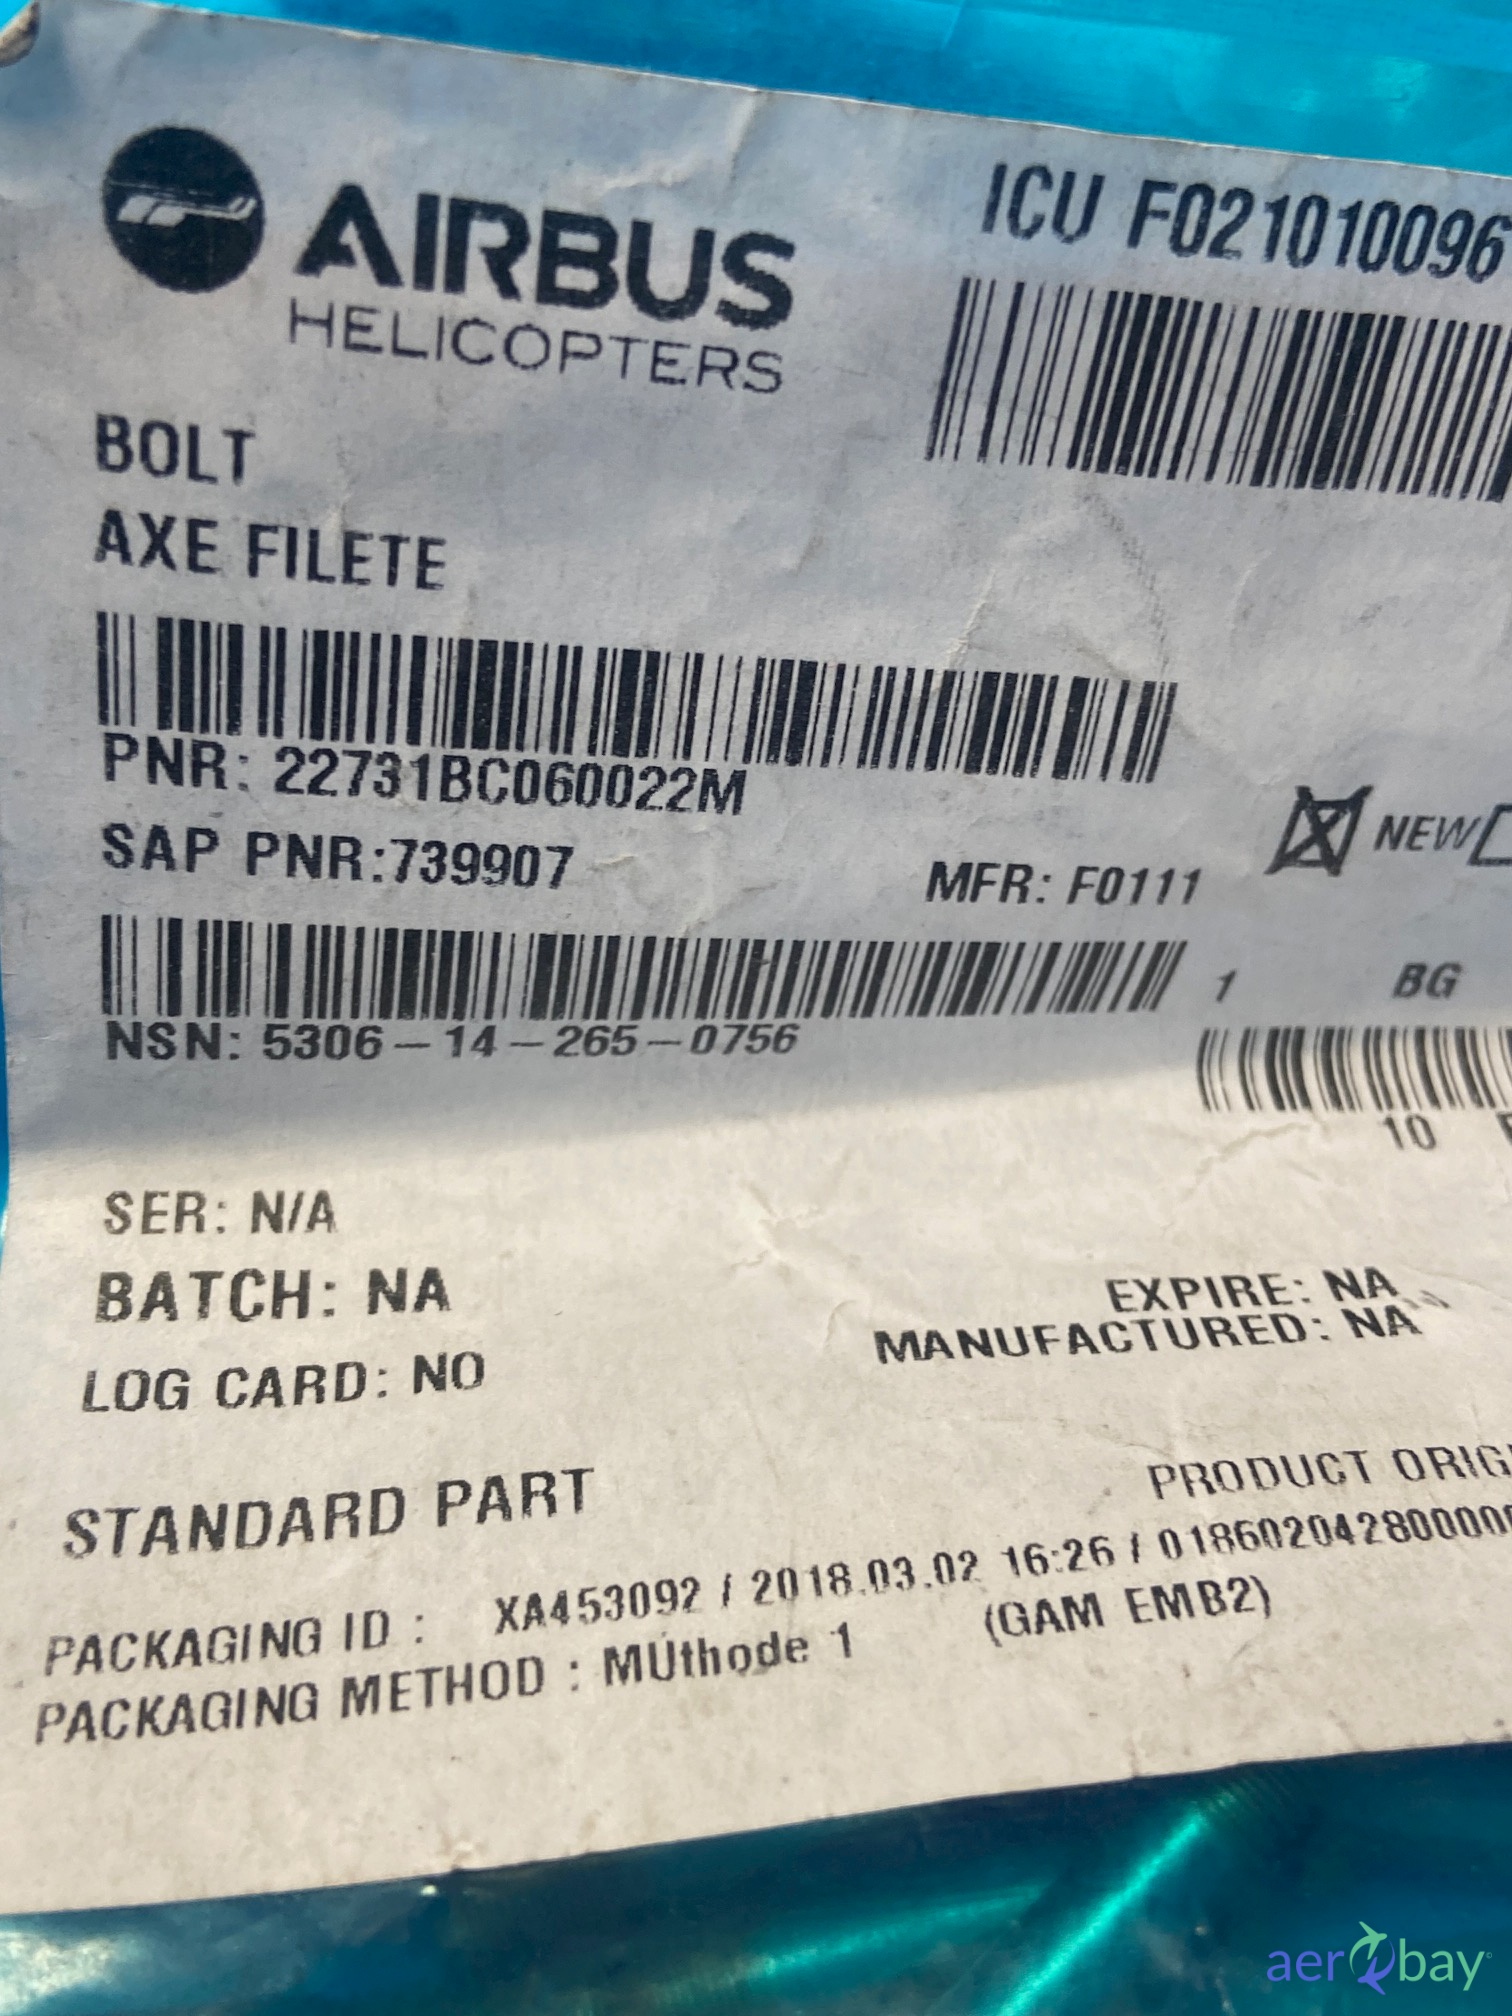 AIRBUS
HELICOPTERS
ICU F021010096
BOLT
AXE FILETE
PNR: 22731BC060022M
SAP PNR:739907
MFR: F0111
NEW
NSN: 5306-14-265-0756
1 BG
10
SER: N/A
BATCH: NA
LOG CARD: NO
EXPIRE: NA
MANUFACTURED: NA
STANDARD PART
PRODUCT ORIGI
PACKAGING ID : XA453092 / 2018.03.02 16:26 / 018602042800000
PACKAGING METHOD : MUthode 1 (GAM EMB2)
aerobay